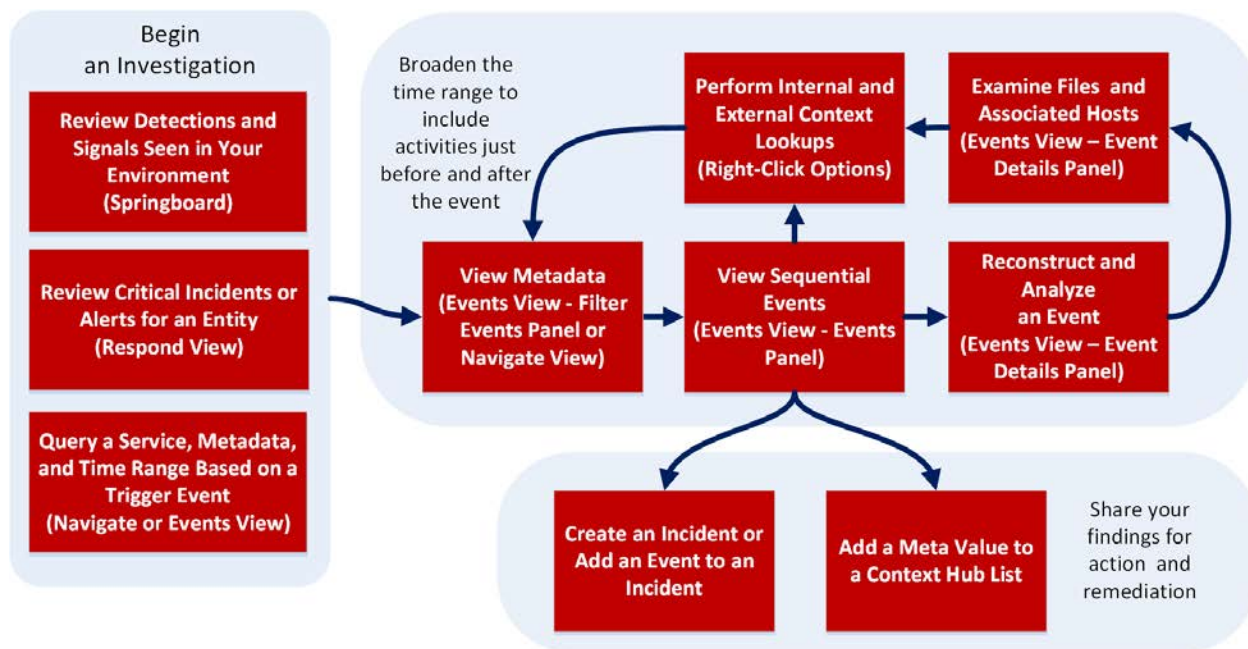 Begin
an Investigation
Review Detections and
Signals Seen in Your
Environment
(Springboard)
Review Critical Incidents or
Alerts for an Entity
(Respond View)
Query a Service, Metadata,
and Time Range Based on a
Trigger Event
(Navigate or Events View)
Broaden the
time range to
include
activities just
before and after
the event
Perform Internal and
External Context
Lookups
(Right-Click Options)
Examine Files and
Associated Hosts
(Events View – Event
Details Panel)
View Metadata
(Events View - Filter
Events Panel or
Navigate View)
View Sequential
Events
(Events View - Events
Panel)
Reconstruct and
Analyze
an Event
(Events View – Event
Details Panel)
Create an Incident or
Add an Event to an
Incident
Add a Meta Value to
a Context Hub List
Share your
findings for
action and
remediation